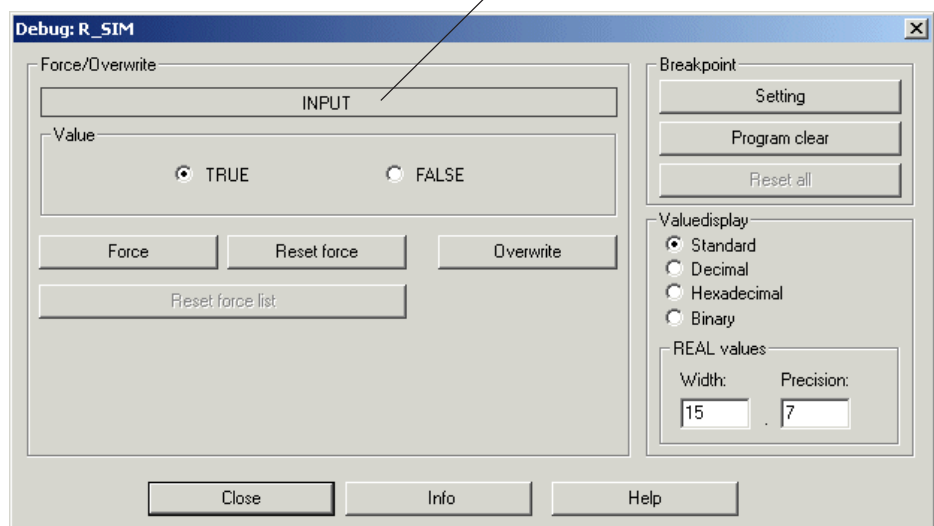 Debug: R_SIM
Force/Overwrite
INPUT
Value
TRUE
FALSE
Force
Reset force
Overwrite
Reset force list
Breakpoint
Setting
Program clear
Reset all
Valuedisplay
Standard
Decimal
Hexadecimal
Binary
REAL values
Width: Precision:
15 . 7
Close
Info
Help